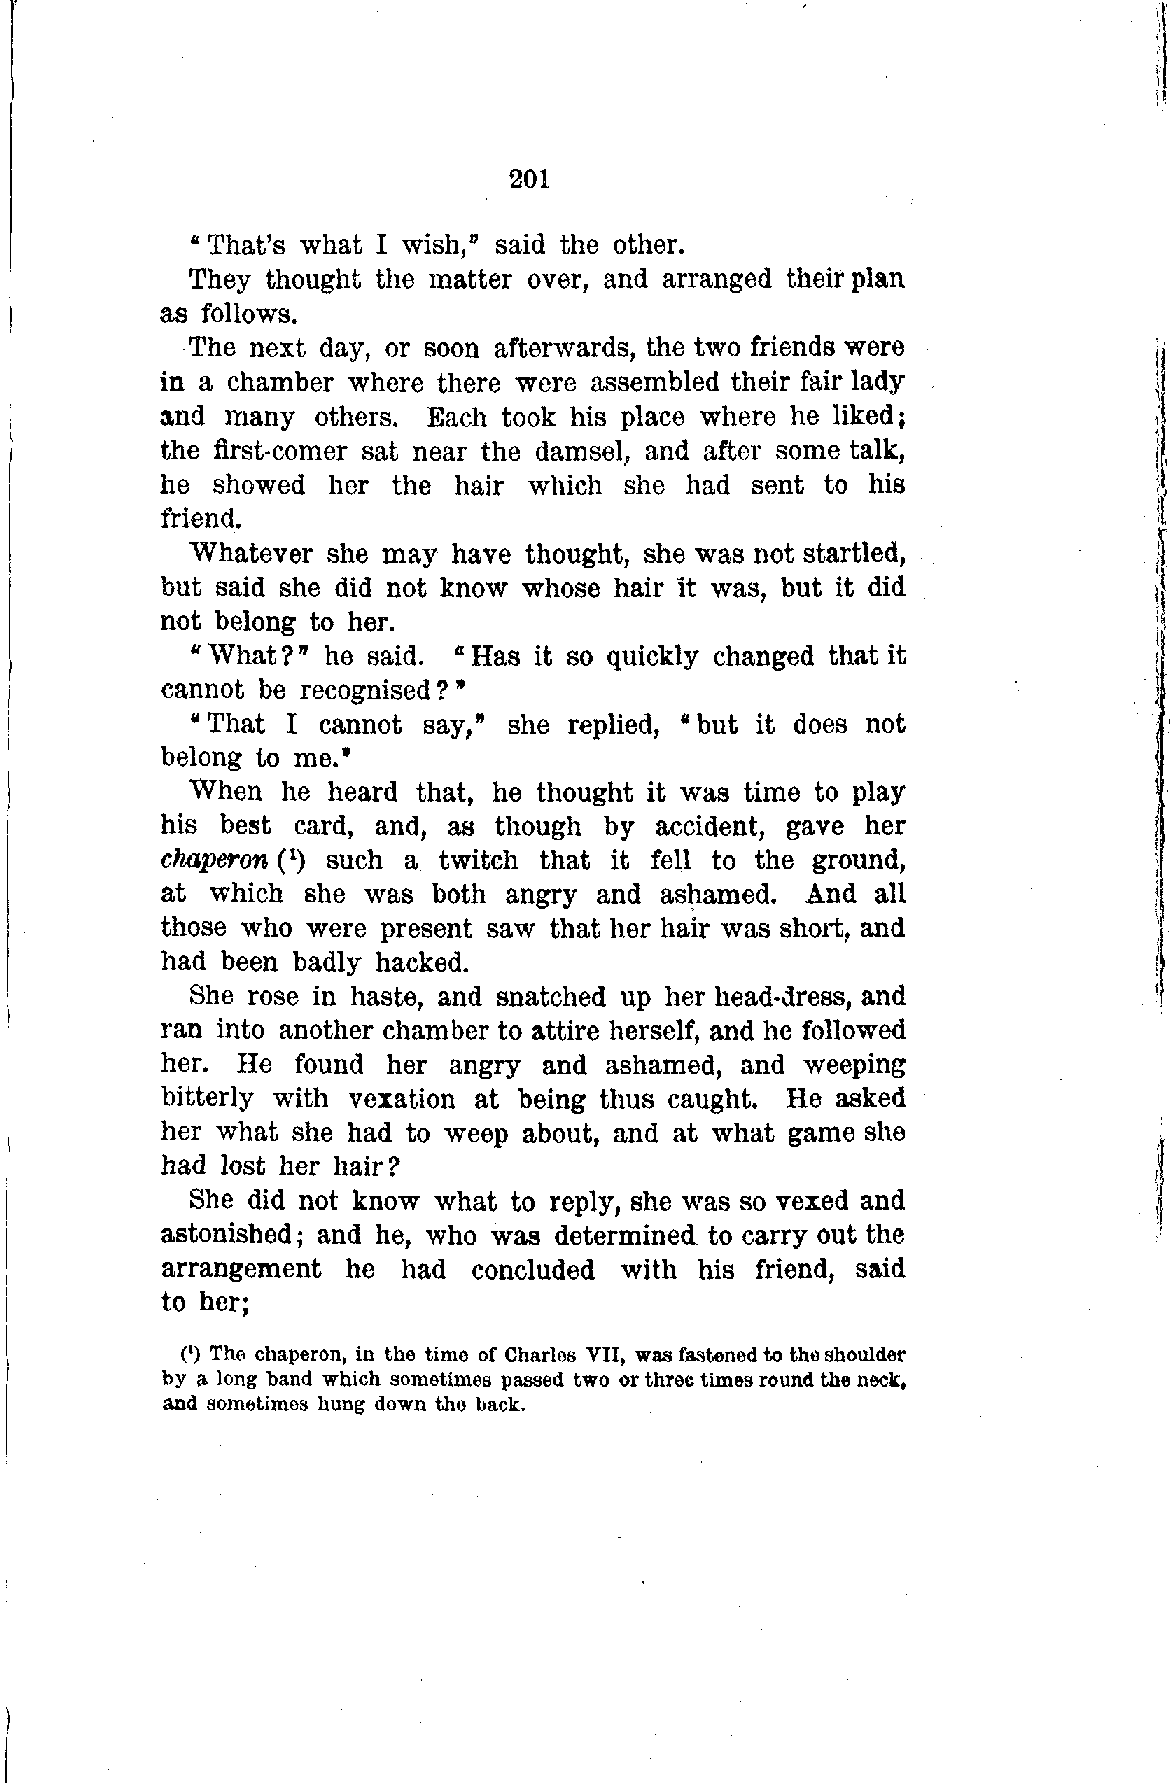 201
“That's what I wish,” said the other.
They thought the matter over, and arranged their plan
as follows.
The next day, or soon afterwards, the two friends were
in a chamber where there were assembled their fair lady
and many others. Each took his place where he liked;
the first-comer sat near the damsel, and after some talk,
he showed her the hair which she had sent to his
friend.
Whatever she may have thought, she was not startled,
but said she did not know whose hair it was, but it did
not belong to her.
“What?” he said. “Has it so quickly changed that it
cannot be recognised?”
“That I cannot say,” she replied, “but it does not
belong to me.”
When he heard that, he thought it was time to play
his best card, and, as though by accident, gave her
chaperon (¹) such a twitch that it fell to the ground,
at which she was both angry and ashamed. And all
those who were present saw that her hair was short, and
had been badly hacked.
She rose in haste, and snatched up her head-dress, and
ran into another chamber to attire herself, and he followed
her. He found her angry and ashamed, and weeping
bitterly with vexation at being thus caught. He asked
her what she had to weep about, and at what game she
had lost her hair?
She did not know what to reply, she was so vexed and
astonished; and he, who was determined to carry out the
arrangement he had concluded with his friend, said
to her;
(¹) The chaperon, in the time of Charles VII, was fastened to the shoulder
by a long band which sometimes passed two or three times round the neck,
and sometimes hung down the back.